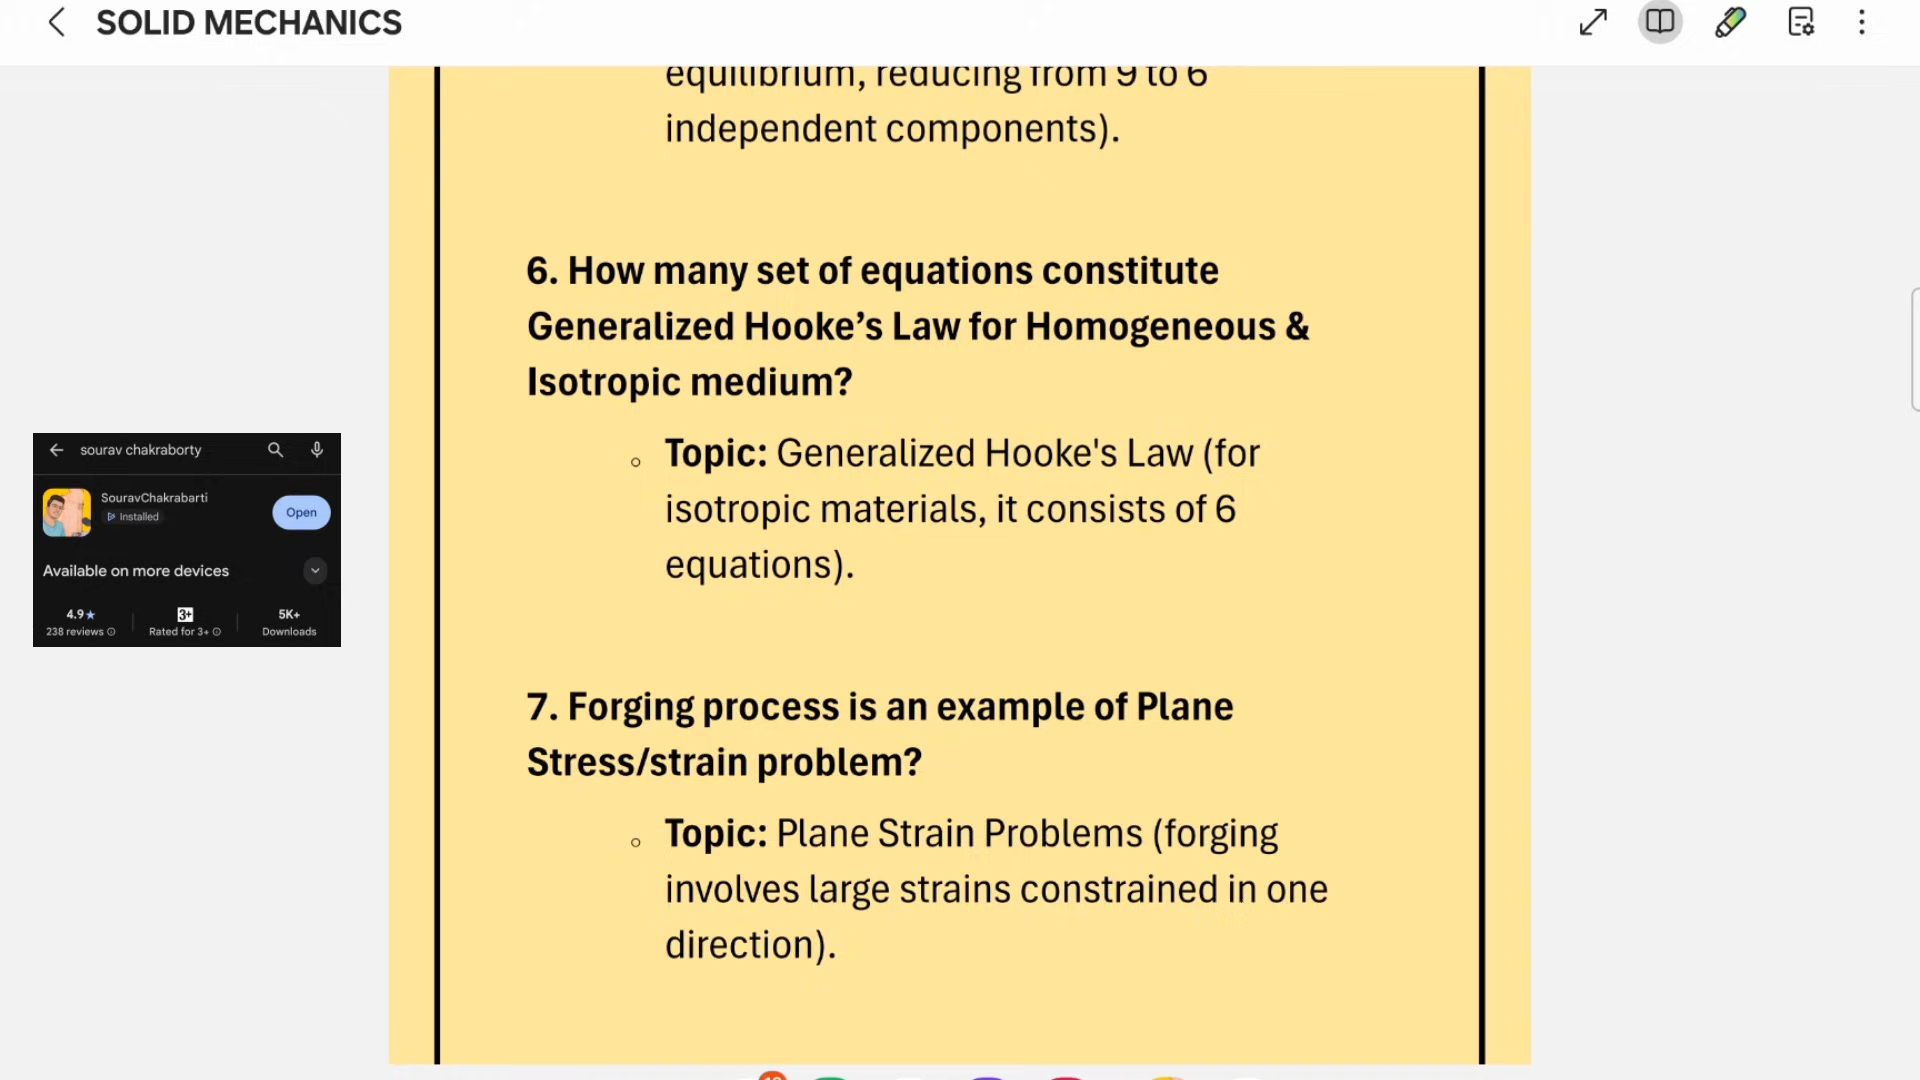 SOLID MECHANICS
equilibrium, reducing from 9 to 6
independent components).
6. How many set of equations constitute
Generalized Hooke’s Law for Homogeneous &
Isotropic medium?
Topic: Generalized Hooke's Law (for
isotropic materials, it consists of 6
equations).
7. Forging process is an example of Plane
Stress/strain problem?
Topic: Plane Strain Problems (forging
involves large strains constrained in one
direction).
sourav chakraborty
SouravChakrabarti
Installed
Open
Available on more devices
4.9★ 3+ 5K+
238 reviews Rated for 3+ Downloads